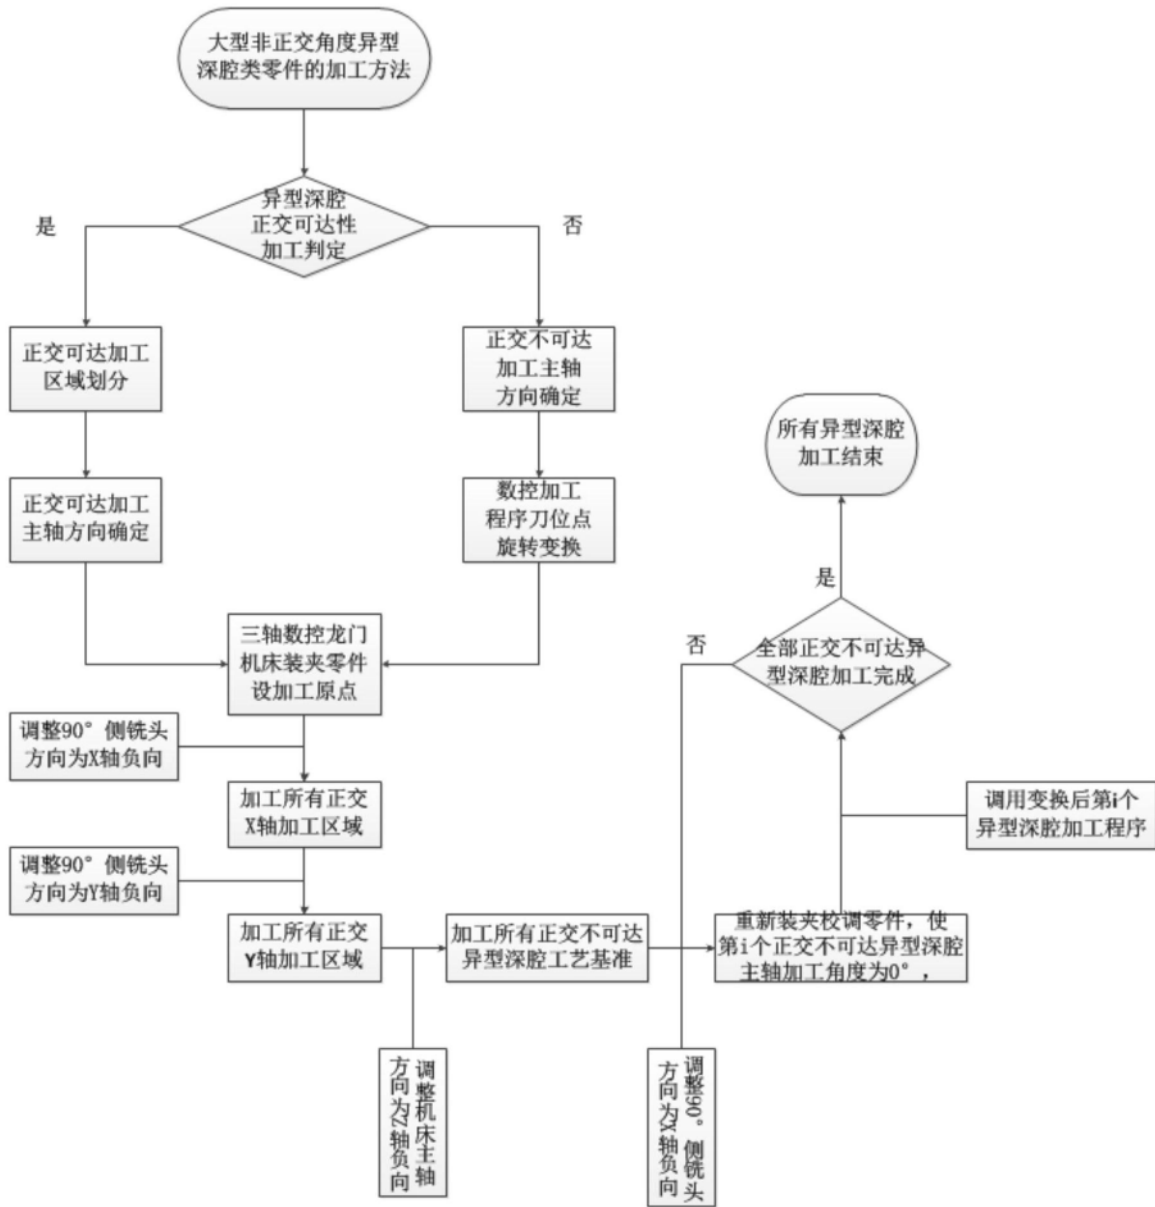 大型非正交角度异型
深腔类零件的加工方法
异型深腔
正交可达性
加工判定
是
否
正交可达加工
区域划分
正交不可达
加工主轴
方向确定
正交可达加工
主轴方向确定
数控加工
程序刀位点
旋转变换
三轴数控龙门
机床装夹零件
设加工原点
调整90°侧铣头
方向为X轴负向
加工所有正交
X轴加工区域
调整90°侧铣头
方向为Y轴负向
加工所有正交
Y轴加工区域
调整机床主轴
方向为Z轴负向
加工所有正交不可达
异型深腔工艺基准
调整90°侧铣头
方向为X轴负向
重新装夹校调零件，使
第i个正交不可达异型深腔
主轴加工角度为0°，
调用变换后第i个
异型深腔加工程序
全部正交不可达异
型深腔加工完成
否
是
所有异型深腔
加工结束